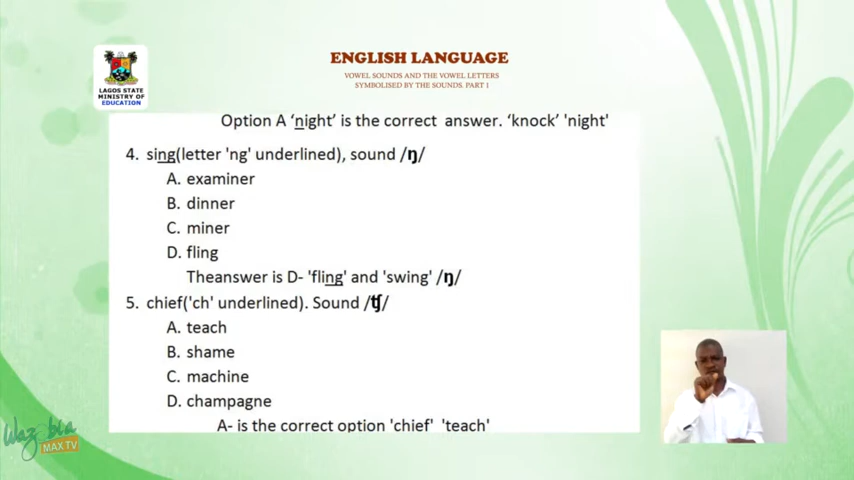 LAGOS STATE
MINISTRY OF
EDUCATION
ENGLISH LANGUAGE
VOWEL SOUNDS AND THE VOWEL LETTERS
SYMBOLISED BY THE SOUNDS. PART 1
Option A ‘night’ is the correct answer. ‘knock’ 'night'
4. sing(letter 'ng' underlined), sound /ŋ/
A. examiner
B. dinner
C. miner
D. fling
Theanswer is D- 'fling' and 'swing' /ŋ/
5. chief('ch' underlined). Sound /ʧ/
A. teach
B. shame
C. machine
D. champagne
A- is the correct option 'chief' 'teach'
Wazobia
MAX TV